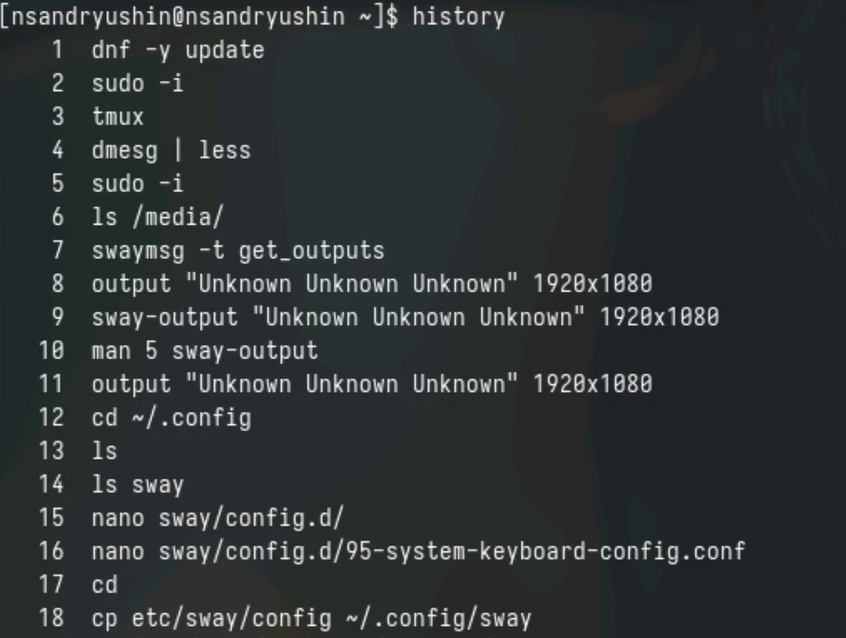 [nsandryushin@nsandryushin ~]$ history
1 dnf -y update
2 sudo -i
3 tmux
4 dmesg | less
5 sudo -i
6 ls /media/
7 swaymsg -t get_outputs
8 output "Unknown Unknown Unknown" 1920x1080
9 sway-output "Unknown Unknown Unknown" 1920x1080
10 man 5 sway-output
11 output "Unknown Unknown Unknown" 1920x1080
12 cd ~/.config
13 ls
14 ls sway
15 nano sway/config.d/
16 nano sway/config.d/95-system-keyboard-config.conf
17 cd
18 cp etc/sway/config ~/.config/sway